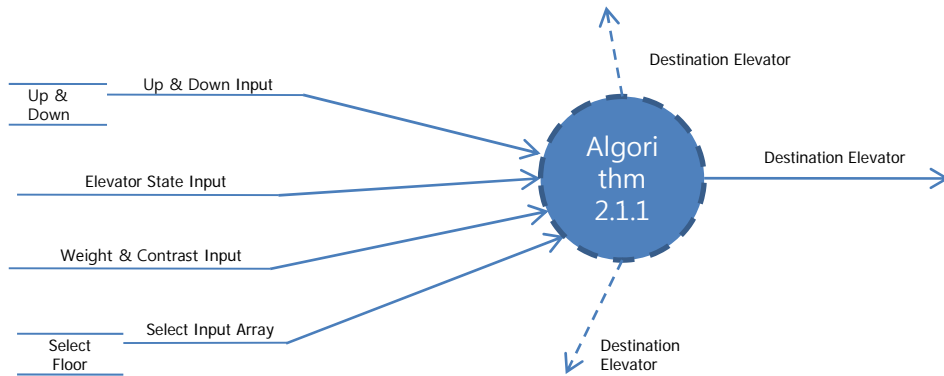 Destination Elevator
Up & Down Input
Up &
Down
Algori
thm
2.1.1
Destination Elevator
Elevator State Input
Weight & Contrast Input
Select Input Array
Select
Floor
Destination
Elevator